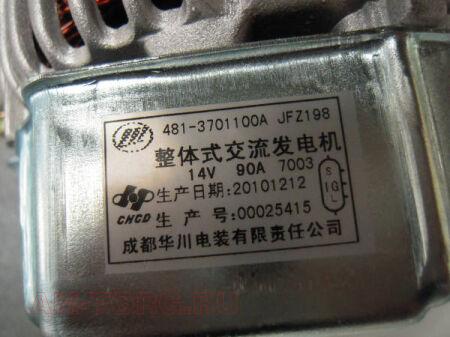 481-3701100A JFZ198
整体式交流发电机
14V 90A 7003
生产日期:20101212
CHCD 生产号:00025415
S IG L
成都华川电装有限责任公司